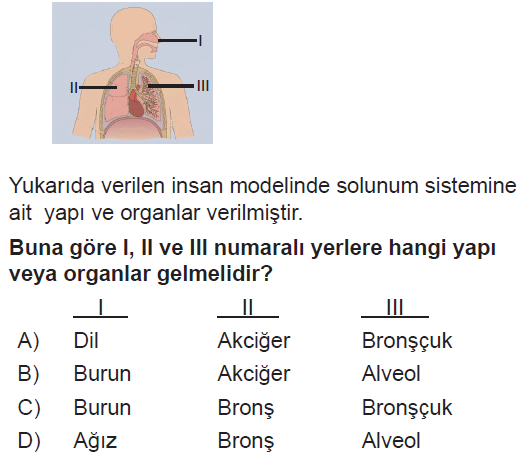 I
II
III
Yukarıda verilen insan modelinde solunum sistemine
ait yapı ve organlar verilmiştir.
Buna göre I, II ve III numaralı yerlere hangi yapı
veya organlar gelmelidir?
I II III
A) Dil Akciğer Bronşçuk
B) Burun Akciğer Alveol
C) Burun Bronş Bronşçuk
D) Ağız Bronş Alveol